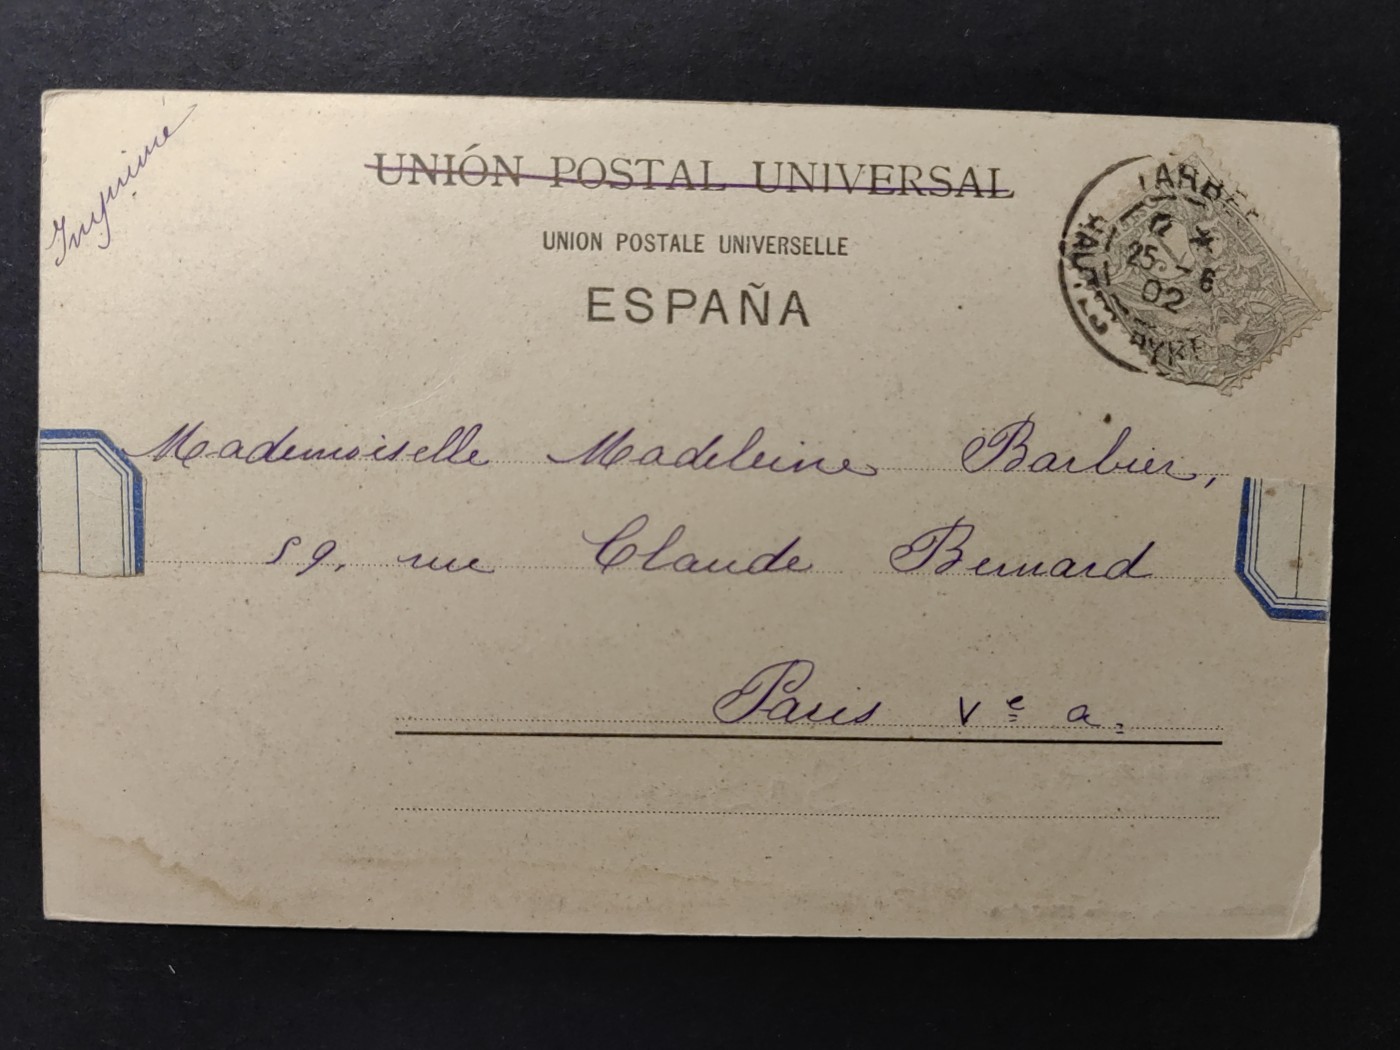 Imprimé
UNIÓN POSTAL UNIVERSAL
UNION POSTALE UNIVERSELLE
ESPAÑA
TARBES
25 - 6
02
Mademoiselle Madeleine Barbier,
59, rue Claude Bernard
Paris Ve a.